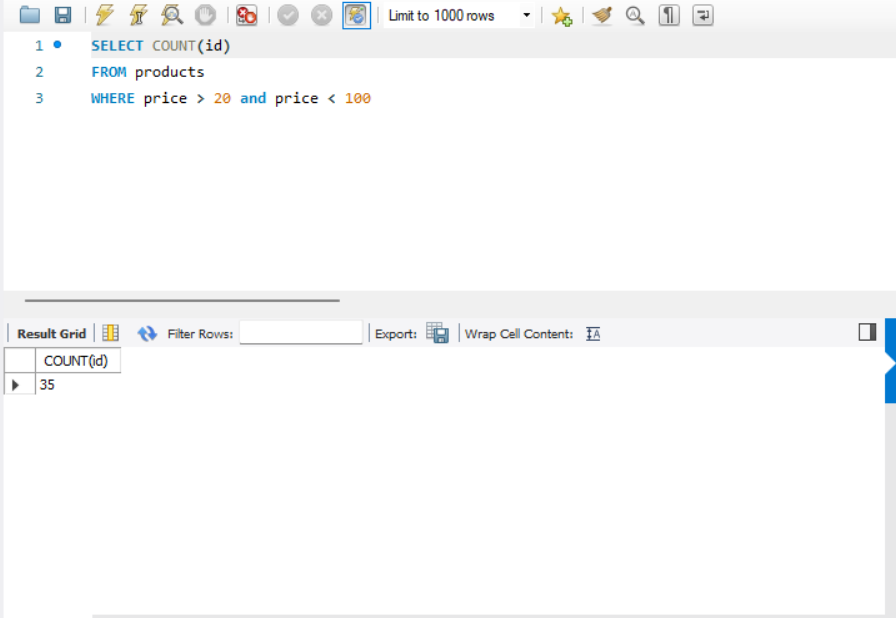 Limit to 1000 rows
1 SELECT COUNT(id)
2 FROM products
3 WHERE price > 20 and price < 100
Result Grid Filter Rows: Export: Wrap Cell Content: IA
COUNT(id)
35